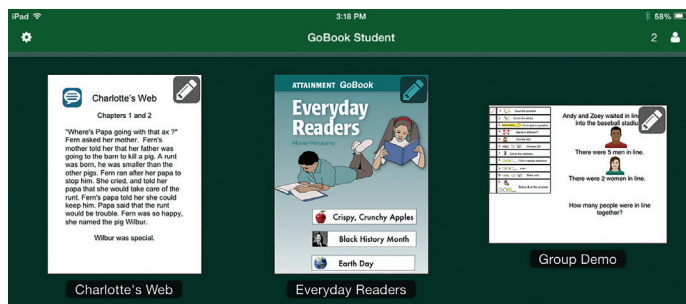 iPad
3:18 PM
58%
GoBook Student
2
Charlotte's Web
Chapters 1 and 2
"Where's Papa going with that ax ?"
Fern asked her mother. Fern's
mother told her that her father was
going to the barn to kill a pig. A runt
was born, he was smaller than the
other pigs. Fern ran after her papa to
stop him. She cried, and told her
papa that she would take care of the
runt. Fern's papa told her she could
keep him. Papa said that the runt
would be trouble. Fern was so happy,
she named the pig Wilbur.
Wilbur was special.
Charlotte's Web
ATTAINMENT GoBook
Everyday
Readers
Crispy, Crunchy Apples
Black History Month
Earth Day
Everyday Readers
Andy and Zoey waited in line
into the baseball stadiu
There were 5 men in line.
There were 2 women in line.
How many people were in line
together?
Group Demo